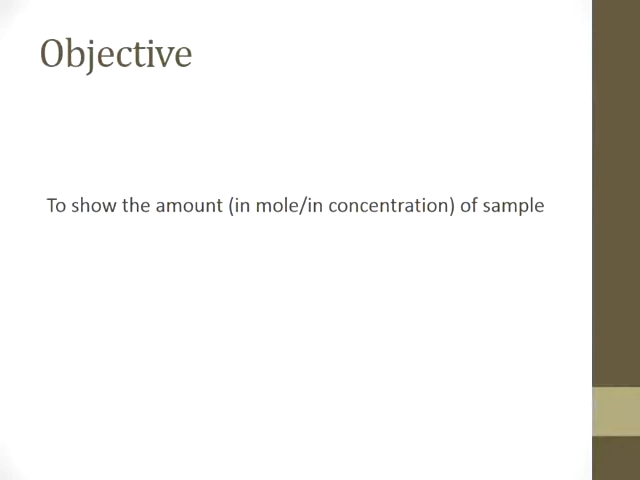 Objective
To show the amount (in mole/in concentration) of sample